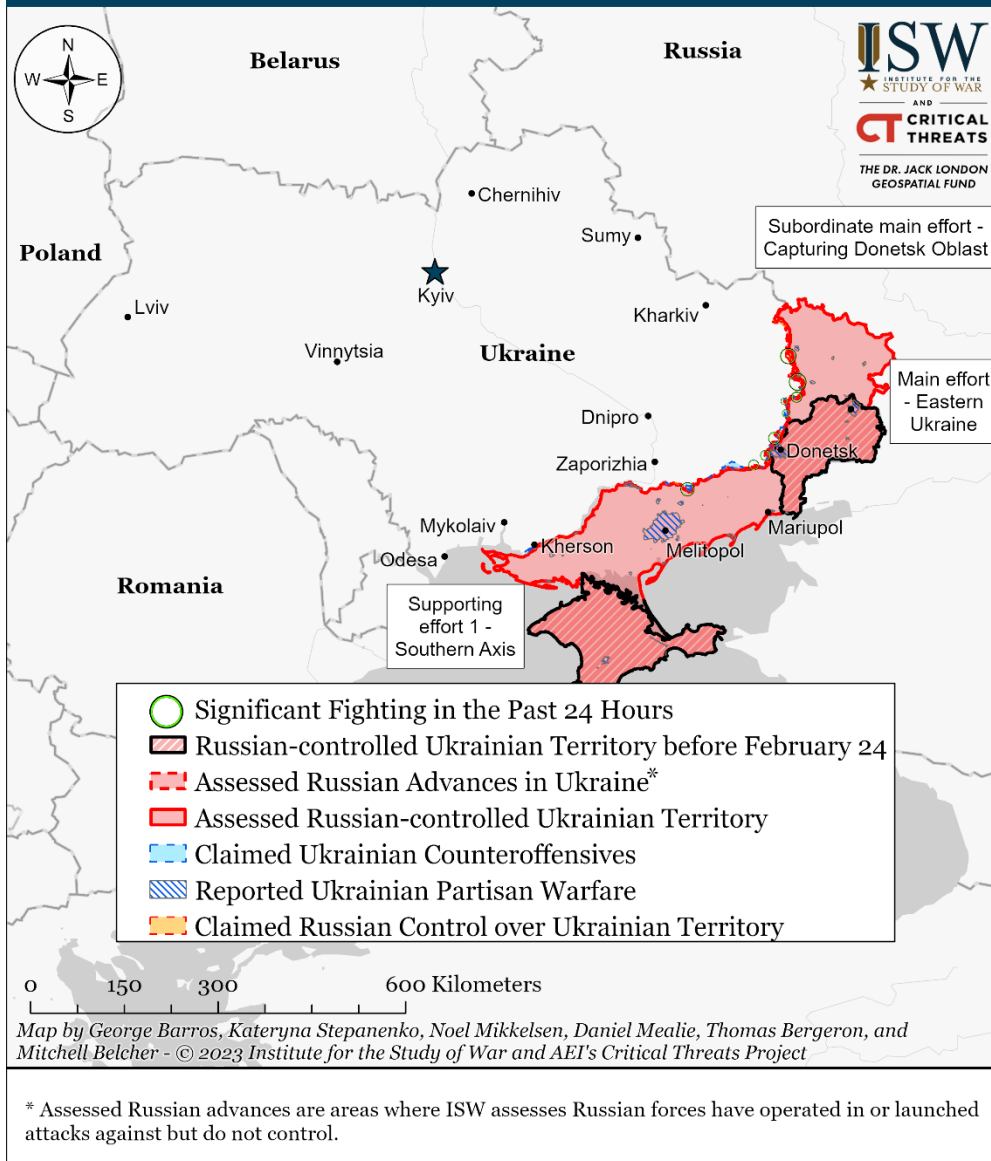 N
W
E
S
Belarus
Russia
ISW
INSTITUTE FOR THE
STUDY OF WAR
AND
CT CRITICAL
THREATS
THE DR. JACK LONDON
GEOSPATIAL FUND
Chernihiv
Sumy
Subordinate main effort -
Capturing Donetsk Oblast
Poland
Kyiv
Lviv
Kharkiv
Vinnytsia
Ukraine
Main effort
- Eastern
Ukraine
Dnipro
Donetsk
Zaporizhia
Mykolaiv
Mariupol
Kherson
Melitopol
Odesa
Romania
Supporting
effort 1 -
Southern Axis
Significant Fighting in the Past 24 Hours
Russian-controlled Ukrainian Territory before February 24
Assessed Russian Advances in Ukraine*
Assessed Russian-controlled Ukrainian Territory
Claimed Ukrainian Counteroffensives
Reported Ukrainian Partisan Warfare
Claimed Russian Control over Ukrainian Territory
0 150 300 600 Kilometers
Map by George Barros, Kateryna Stepanenko, Noel Mikkelsen, Daniel Mealie, Thomas Bergeron, and
Mitchell Belcher - © 2023 Institute for the Study of War and AEI's Critical Threats Project
* Assessed Russian advances are areas where ISW assesses Russian forces have operated in or launched
attacks against but do not control.